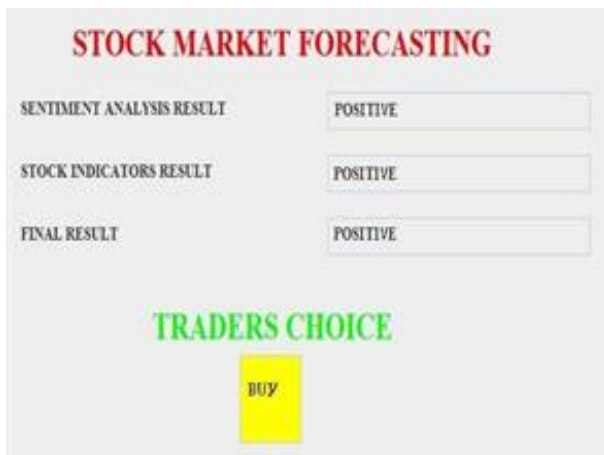 STOCK MARKET FORECASTING
SENTIMENT ANALYSIS RESULT POSITIVE
STOCK INDICATORS RESULT POSITIVE
FINAL RESULT POSITIVE
TRADERS CHOICE
BUY